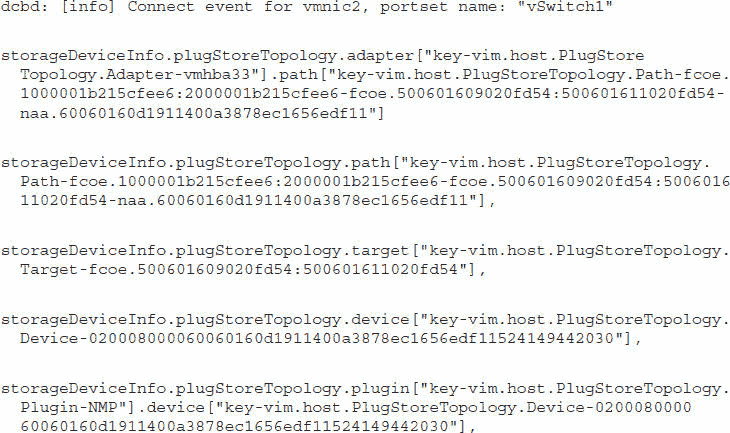 dcbd: [info] Connect event for vmnic2, portset name: "vSwitch1"
storageDeviceInfo.plugStoreTopology.adapter["key-vim.host.PlugStore
Topology.Adapter-vmhba33"].path["key-vim.host.PlugStoreTopology.Path-fcoe.
1000001b215cfee6:2000001b215cfee6-fcoe.500601609020fd54:500601611020fd54-
naa.60060160d1911400a3878ec1656edf11"]
storageDeviceInfo.plugStoreTopology.path["key-vim.host.PlugStoreTopology.
Path-fcoe.1000001b215cfee6:2000001b215cfee6-fcoe.500601609020fd54:5006016
11020fd54-naa.60060160d1911400a3878ec1656edf11"],
storageDeviceInfo.plugStoreTopology.target["key-vim.host.PlugStoreTopology.
Target-fcoe.500601609020fd54:500601611020fd54"],
storageDeviceInfo.plugStoreTopology.device["key-vim.host.PlugStoreTopology.
Device-020008000060060160d1911400a3878ec1656edf11524149442030"],
storageDeviceInfo.plugStoreTopology.plugin["key-vim.host.PlugStoreTopology.
Plugin-NMP"].device["key-vim.host.PlugStoreTopology.Device-0200080000
60060160d1911400a3878ec1656edf11524149442030"],